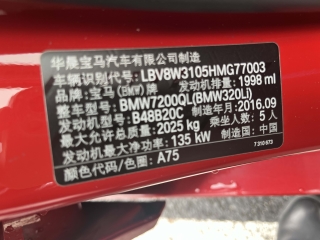 华晨宝马汽车有限公司制造
车辆识别代号: LBV8W3105HMG77003
品牌: 宝马(BMW)牌 发动机排量: 1998 ml
整车型号: BMW7200QL(BMW320Li)
发动机型号: B48B20C 制造年月: 2016.09
最大允许总质量: 2025 kg 乘坐人数: 5 人
发动机最大净功率: 135 kW 制造国: 中国
颜色代码/色圈: A75
7 310 673